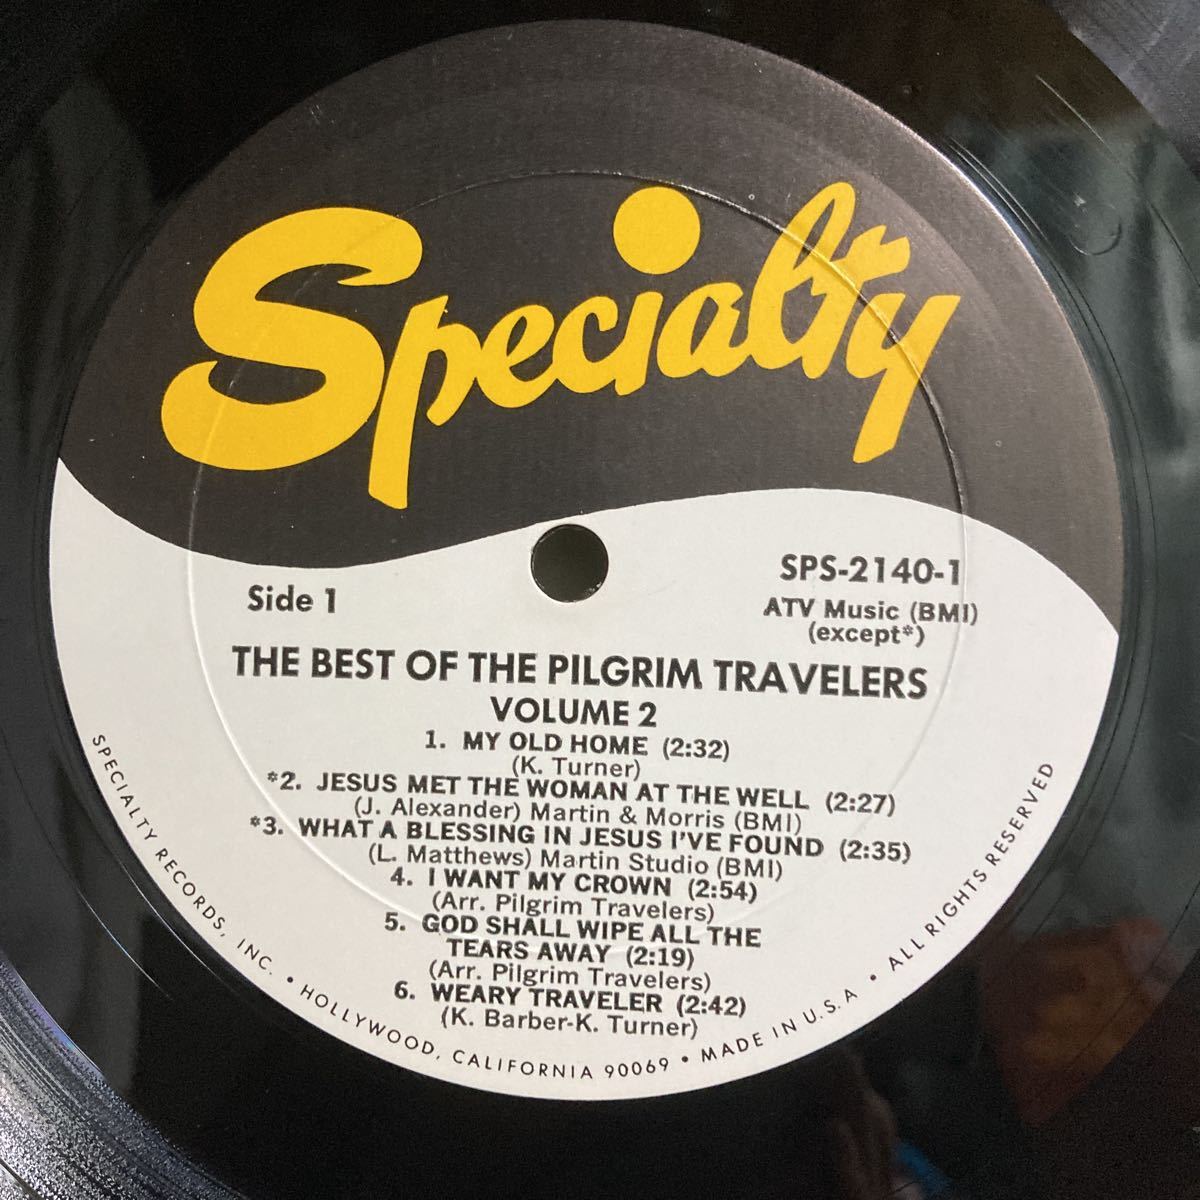 Specialty
Side 1
SPS-2140-1
ATV Music (BMI)
(except*)
THE BEST OF THE PILGRIM TRAVELERS
VOLUME 2
1. MY OLD HOME (2:32)
(K. Turner)
*2. JESUS MET THE WOMAN AT THE WELL (2:27)
(J. Alexander) Martin & Morris (BMI)
*3. WHAT A BLESSING IN JESUS I'VE FOUND (2:35)
(L. Matthews) Martin Studio (BMI)
4. I WANT MY CROWN (2:54)
(Arr. Pilgrim Travelers)
5. GOD SHALL WIPE ALL THE
TEARS AWAY (2:19)
(Arr. Pilgrim Travelers)
6. WEARY TRAVELER (2:42)
(K. Barber-K. Turner)
SPECIALTY RECORDS, INC. • HOLLYWOOD, CALIFORNIA 90069 • MADE IN U.S.A • ALL RIGHTS RESERVED